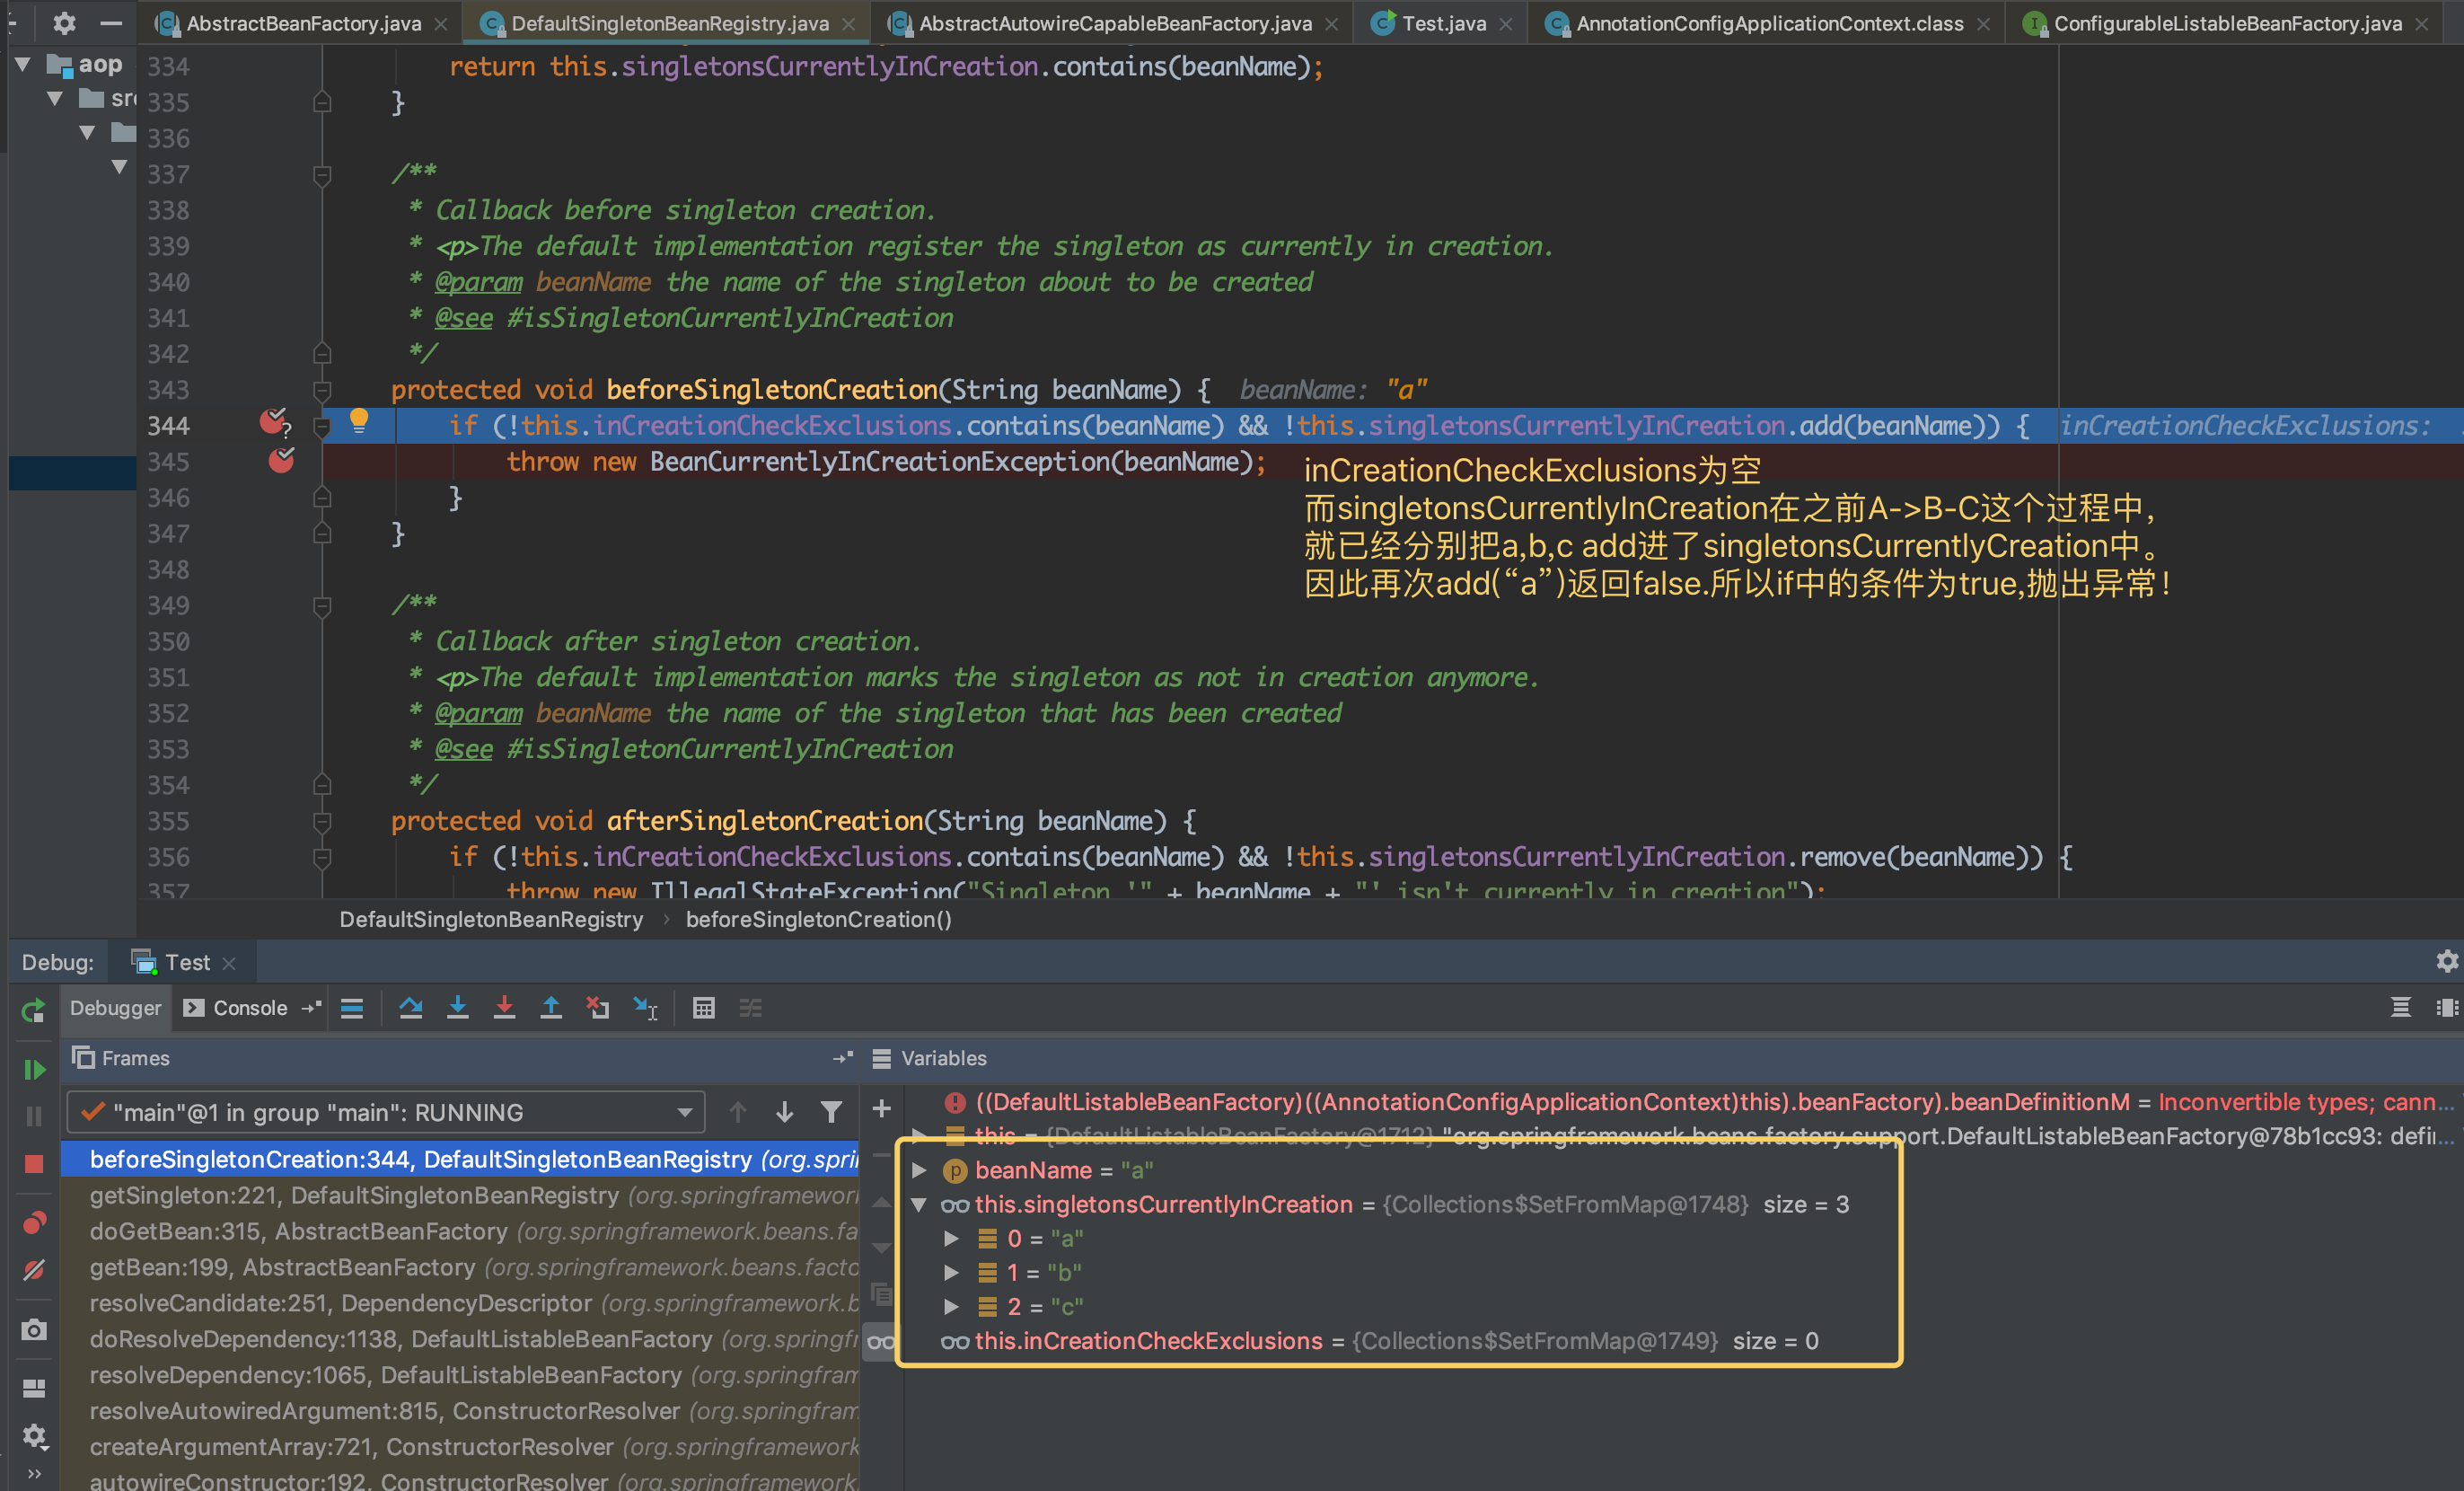 AbstractBeanFactory.java
DefaultSingletonBeanRegistry.java
AbstractAutowireCapableBeanFactory.java
Test.java
AnnotationConfigApplicationContext.class
ConfigurableListableBeanFactory.java
aop
334 return this.singletonsCurrentlyInCreation.contains(beanName);
335 }
336
337 /**
338 * Callback before singleton creation.
339 * <p>The default implementation register the singleton as currently in creation.
340 * @param beanName the name of the singleton about to be created
341 * @see #isSingletonCurrentlyInCreation
342 */
343 protected void beforeSingletonCreation(String beanName) { beanName: "a"
344 if (!this.inCreationCheckExclusions.contains(beanName) && !this.singletonsCurrentlyInCreation.add(beanName)) { inCreationCheckExclusions:
345 throw new BeanCurrentlyInCreationException(beanName);
346 }
347 }
348
349 /**
350 * Callback after singleton creation.
351 * <p>The default implementation marks the singleton as not in creation anymore.
352 * @param beanName the name of the singleton that has been created
353 * @see #isSingletonCurrentlyInCreation
354 */
355 protected void afterSingletonCreation(String beanName) {
356 if (!this.inCreationCheckExclusions.contains(beanName) && !this.singletonsCurrentlyInCreation.remove(beanName)) {
357 throw new IllegalStateException("Singleton '" + beanName + "' isn't currently in creation");
inCreationCheckExclusions为空
而singletonsCurrentlyInCreation在之前A->B-C这个过程中,
就已经分别把a,b,c add进了singletonsCurrentlyCreation中。
因此再次add(“a”)返回false.所以if中的条件为true,抛出异常!
DefaultSingletonBeanRegistry › beforeSingletonCreation()
Debug: Test
Debugger Console
Frames
Variables
"main"@1 in group "main": RUNNING
beforeSingletonCreation:344, DefaultSingletonBeanRegistry (org.spri
getSingleton:221, DefaultSingletonBeanRegistry (org.springframework
doGetBean:315, AbstractBeanFactory (org.springframework.beans.fa
getBean:199, AbstractBeanFactory (org.springframework.beans.facto
resolveCandidate:251, DependencyDescriptor (org.springframework.b
doResolveDependency:1138, DefaultListableBeanFactory (org.springfr
resolveDependency:1065, DefaultListableBeanFactory (org.springfram
resolveAutowiredArgument:815, ConstructorResolver (org.springfram
createArgumentArray:721, ConstructorResolver (org.springframework
autowireConstructor:192, ConstructorResolver (org.springframework
((DefaultListableBeanFactory)((AnnotationConfigApplicationContext)this).beanFactory).beanDefinitionM = Inconvertible types; cann...
this = {DefaultListableBeanFactory@1712} "org.springframework.beans.factory.support.DefaultListableBeanFactory@78b1cc93: defi...
beanName = "a"
this.singletonsCurrentlyInCreation = {Collections$SetFromMap@1748} size = 3
0 = "a"
1 = "b"
2 = "c"
this.inCreationCheckExclusions = {Collections$SetFromMap@1749} size = 0